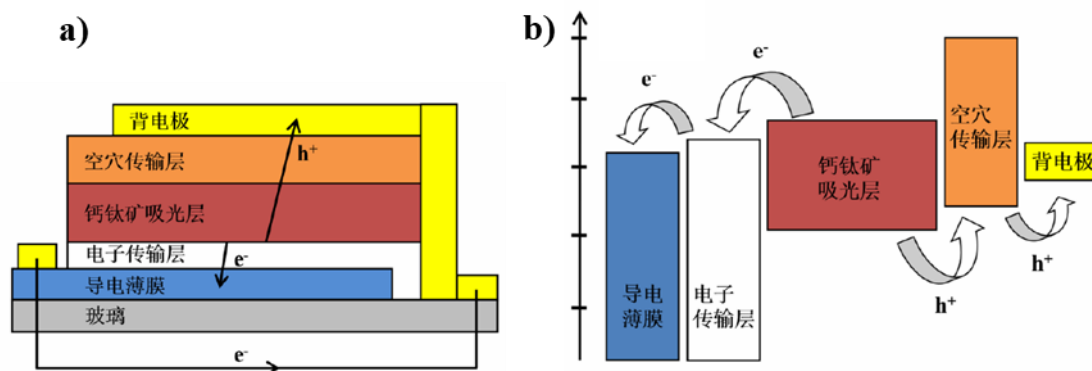 a)
背电极
h⁺
空穴传输层
钙钛矿吸光层
电子传输层
e⁻
导电薄膜
玻璃
e⁻
b)
e⁻
e⁻
空穴
传输层
钙钛矿
吸光层
背电极
导电
薄膜
电子
传输层
h⁺
h⁺